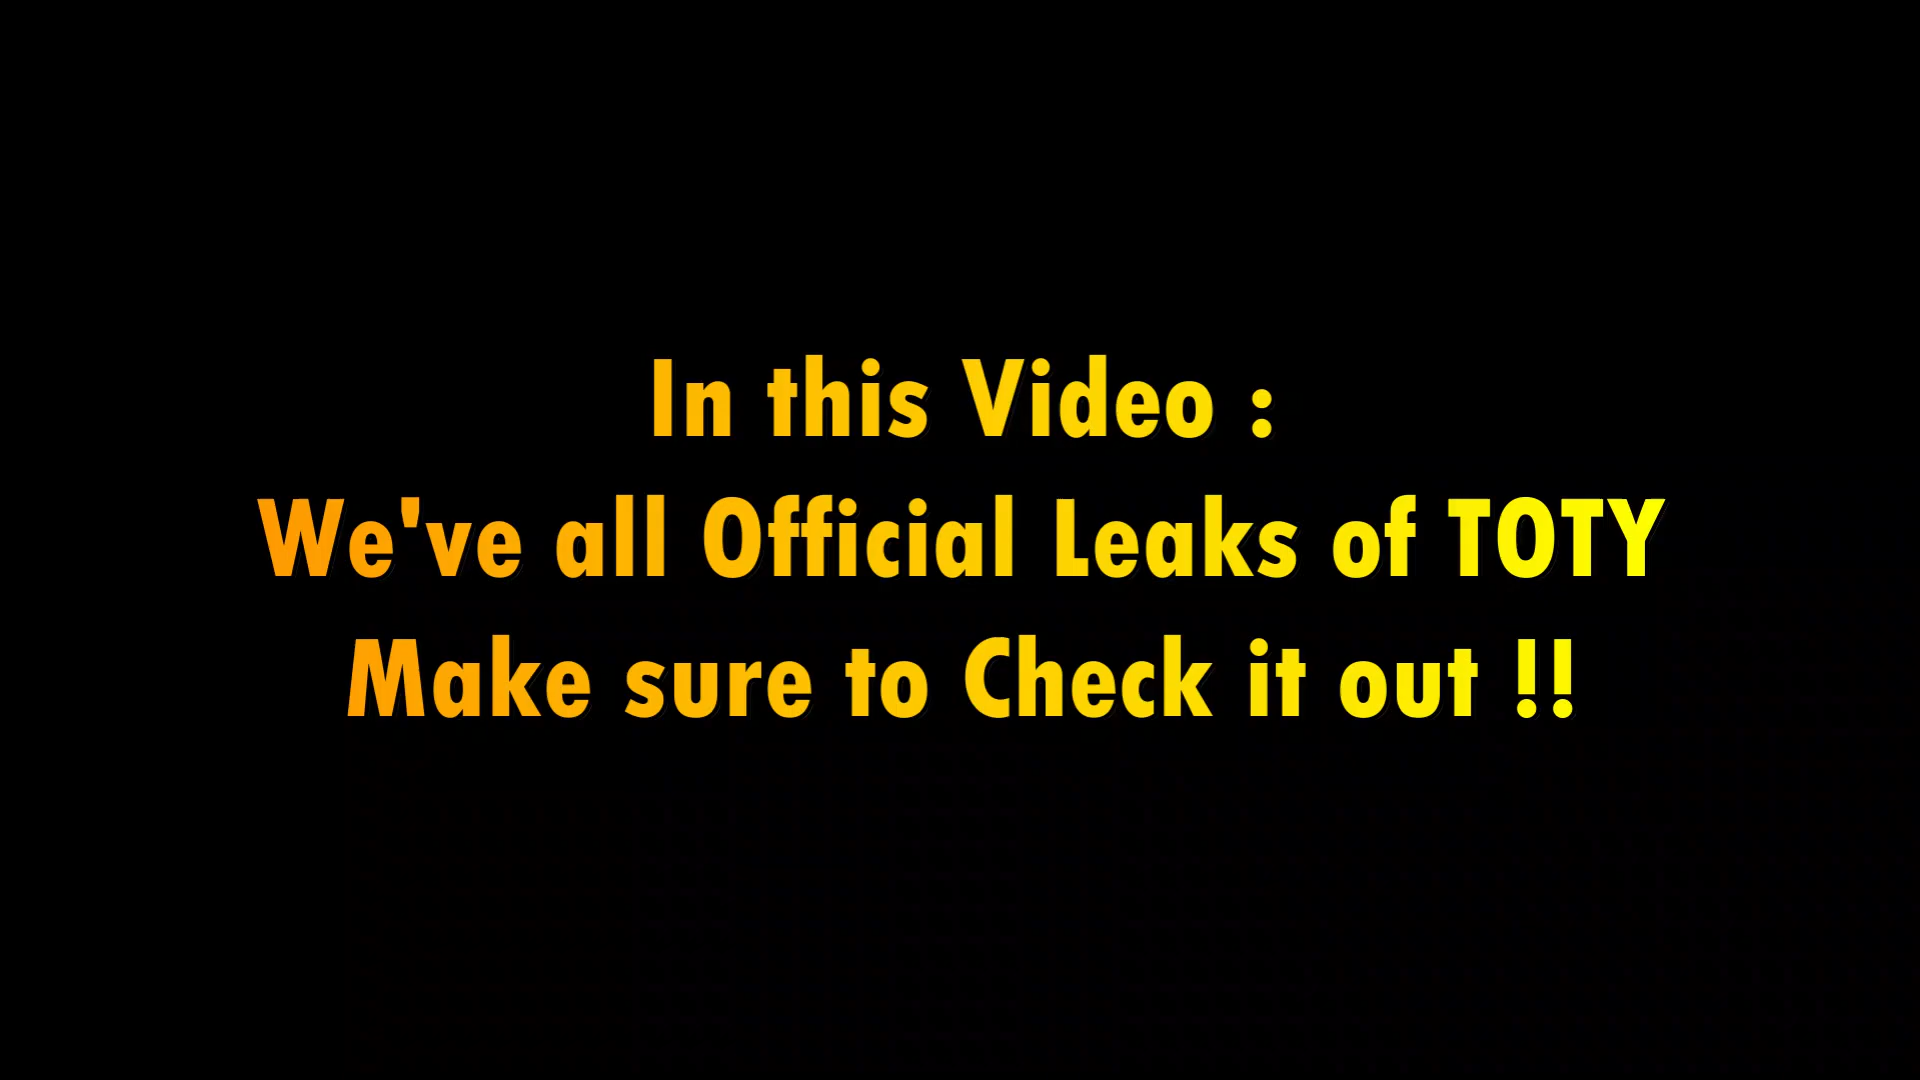 In this Video :
We've all Official Leaks of TOTY
Make sure to Check it out !!